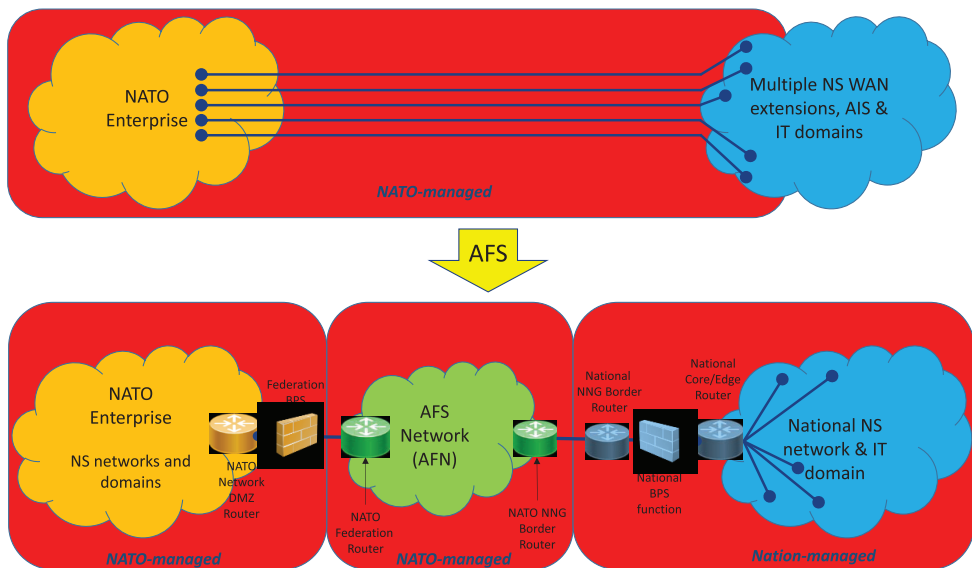 NATO
Enterprise
Multiple NS WAN
extensions, AIS &
IT domains
NATO-managed
AFS
NATO
Enterprise
NS networks and
domains
Federation
BPS
NATO
Network
DMZ
Router
NATO-managed
AFS
Network
(AFN)
NATO
Federation
Router
NATO NNG
Border
Router
NATO-managed
National
NNG Border
Router
National
Core/Edge
Router
National
BPS
function
National NS
network & IT
domain
Nation-managed